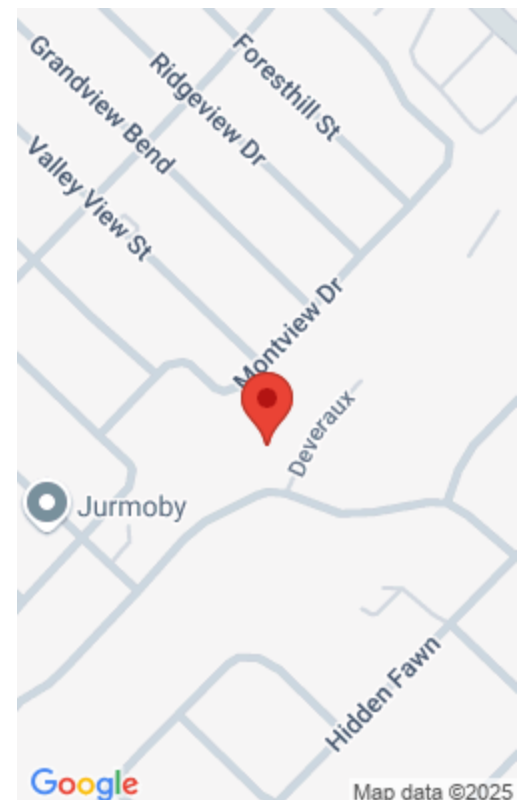 Foresthill St
Grandview Bend
Ridgeview Dr
Valley View St
Montview Dr
Deveraux
Jurmoby
Hidden Fawn
Google
Map data ©2025